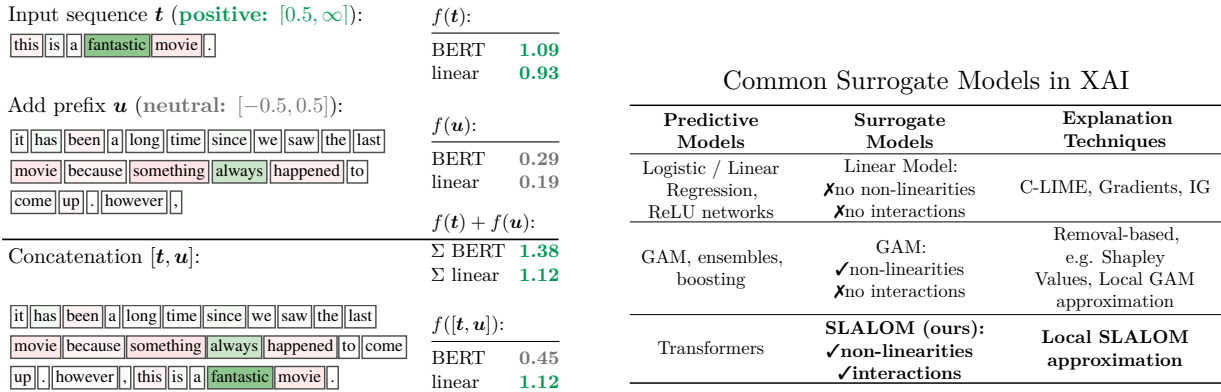 Input sequence t (positive: [0.5, ∞]):
this is a fantastic movie .
f(t):
BERT 1.09
linear 0.93
Add prefix u (neutral: [−0.5, 0.5]):
it has been a long time since we saw the last
movie because something always happened to
come up . however ,
f(u):
BERT 0.29
linear 0.19
f(t) + f(u):
Σ BERT 1.38
Σ linear 1.12
Concatenation [t, u]:
it has been a long time since we saw the last
movie because something always happened to come
up . however , this is a fantastic movie .
f([t, u]):
BERT 0.45
linear 1.12
Common Surrogate Models in XAI
Predictive
Models
Surrogate
Models
Explanation
Techniques
Logistic / Linear
Regression,
ReLU networks
Linear Model:
✗no non-linearities
✗no interactions
C-LIME, Gradients, IG
GAM, ensembles,
boosting
GAM:
✓non-linearities
✗no interactions
Removal-based,
e.g. Shapley
Values, Local GAM
approximation
Transformers
SLALOM (ours):
✓non-linearities
✓interactions
Local SLALOM
approximation